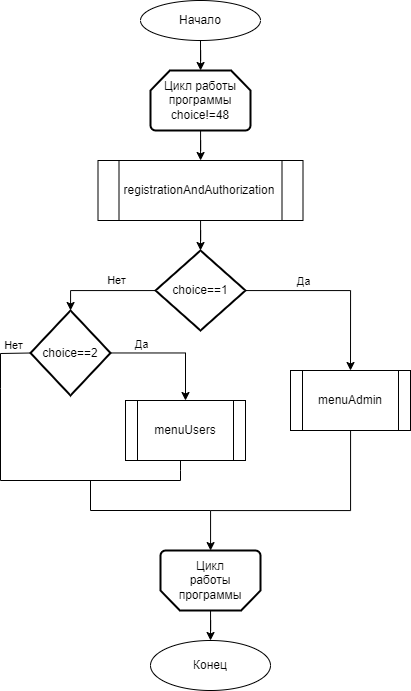 Начало
Цикл работы
программы
choice!=48
registrationAndAuthorization
Нет
choice==1
Да
Нет
choice==2
Да
menuUsers
menuAdmin
Цикл
работы
программы
Конец